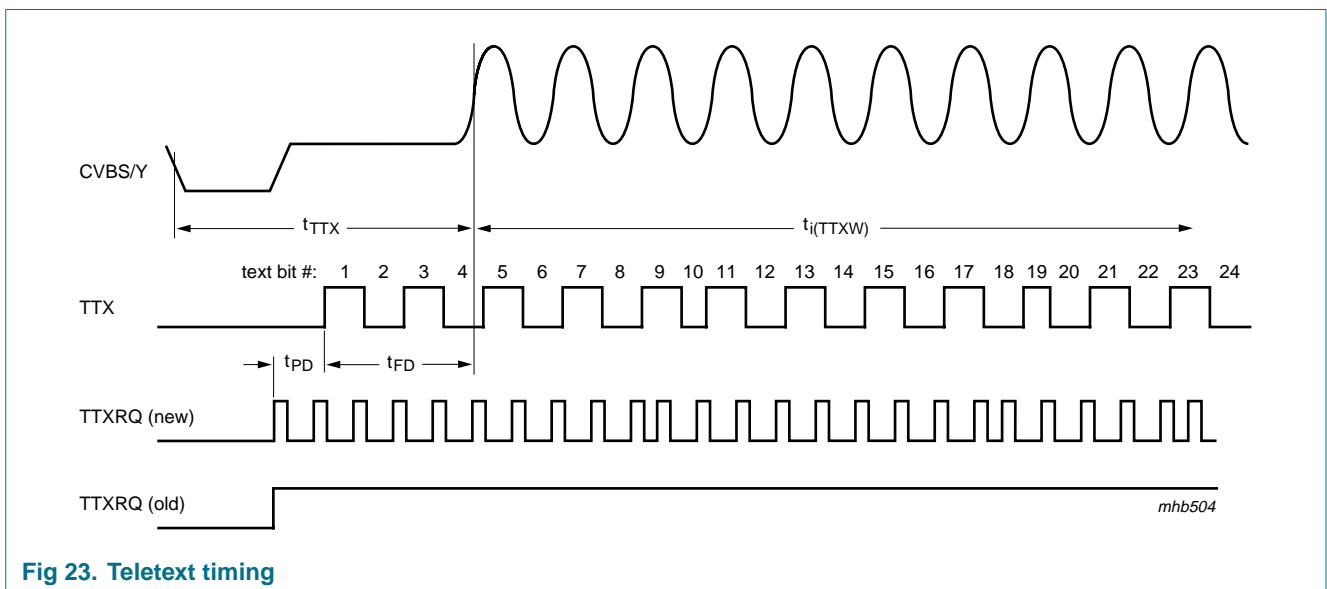 CVBS/Y
tTTX
ti(TTXW)
text bit #: 1 2 3 4 5 6 7 8 9 10 11 12 13 14 15 16 17 18 19 20 21 22 23 24
TTX
tPD
tFD
TTXRQ (new)
TTXRQ (old)
mhb504
Fig 23. Teletext timing